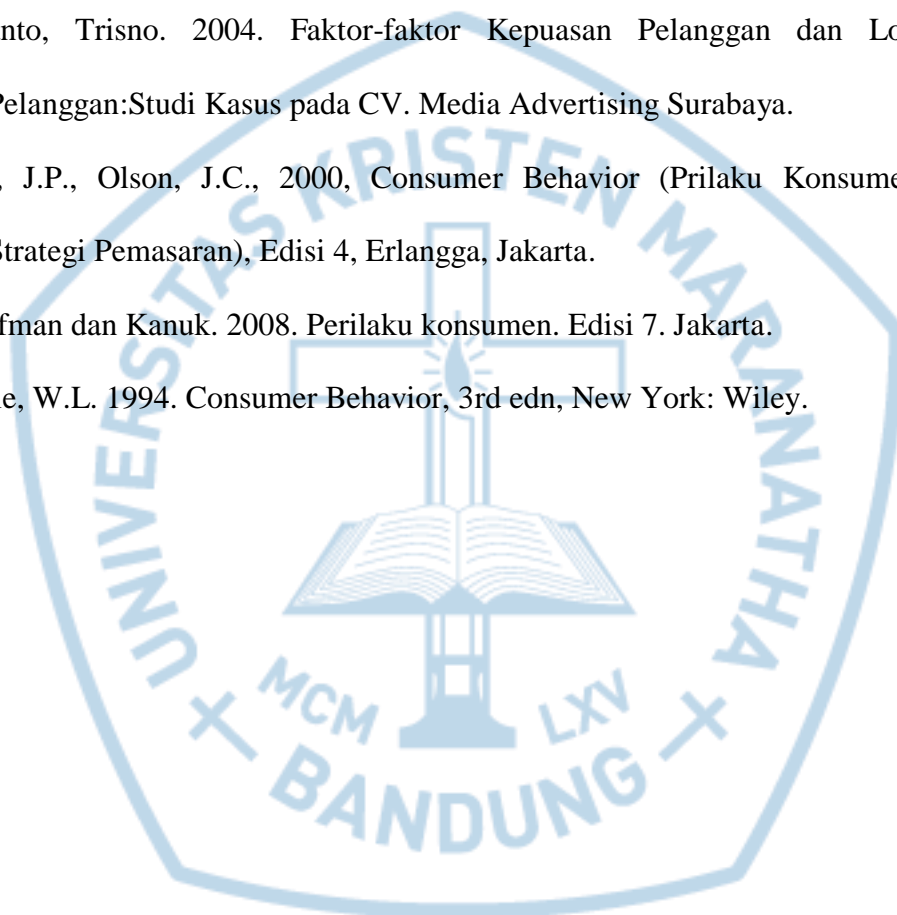 nto, Trisno. 2004. Faktor-faktor Kepuasan Pelanggan dan Lo
Pelanggan:Studi Kasus pada CV. Media Advertising Surabaya.
, J.P., Olson, J.C., 2000, Consumer Behavior (Prilaku Konsume
Strategi Pemasaran), Edisi 4, Erlangga, Jakarta.
fman dan Kanuk. 2008. Perilaku konsumen. Edisi 7. Jakarta.
e, W.L. 1994. Consumer Behavior, 3rd edn, New York: Wiley.
UNIVERSITAS KRISTEN MARANATHA
MCM LXV
BANDUNG